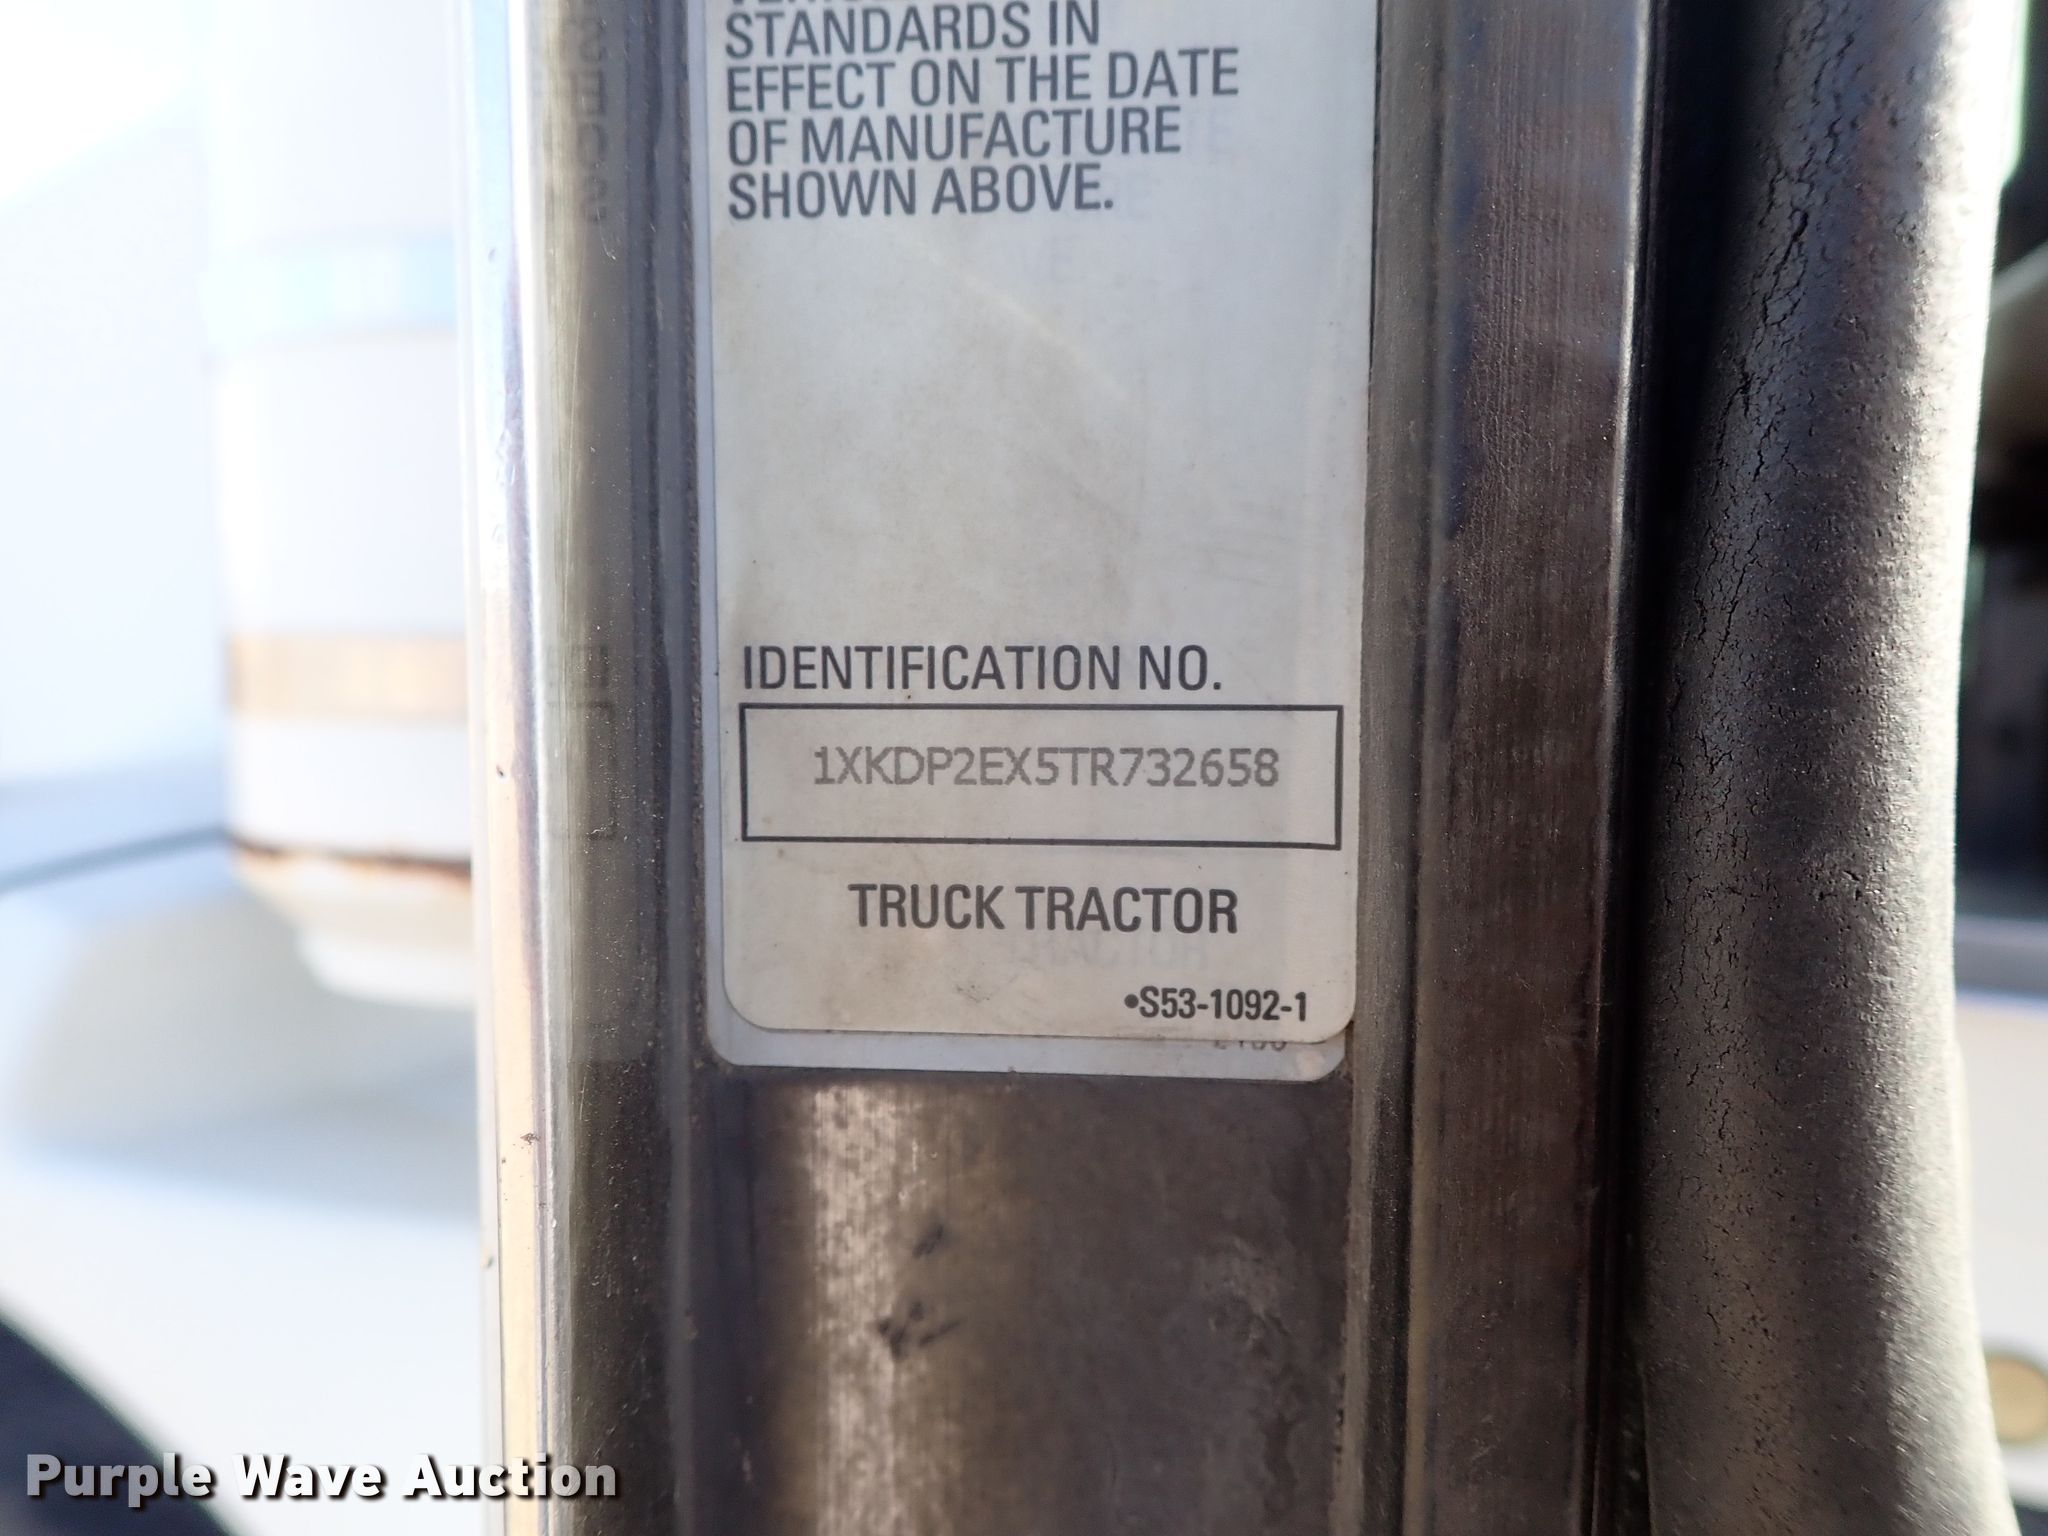 STANDARDS IN
EFFECT ON THE DATE
OF MANUFACTURE
SHOWN ABOVE.
IDENTIFICATION NO.
1XKDP2EX5TR732658
TRUCK TRACTOR
•S53-1092-1
Purple Wave Auction